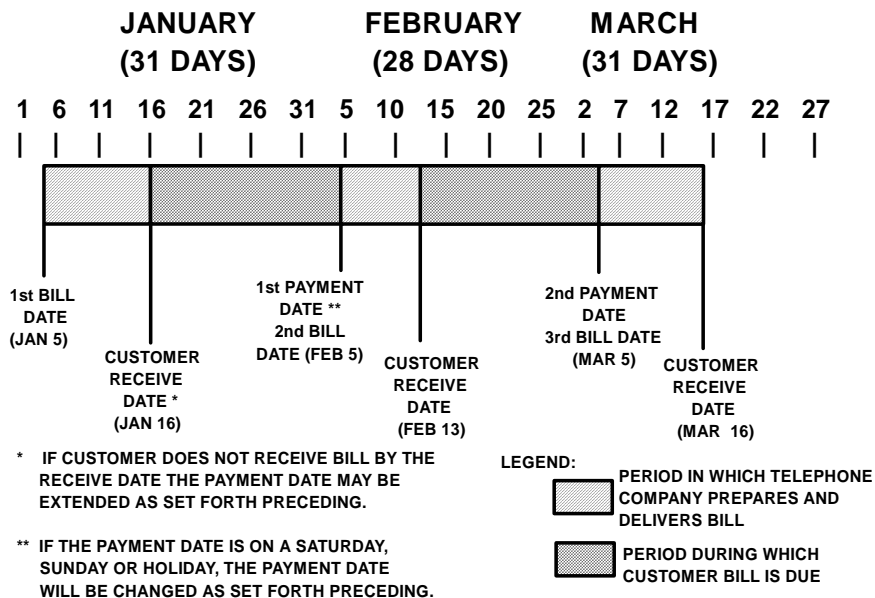 JANUARY FEBRUARY MARCH
(31 DAYS) (28 DAYS) (31 DAYS)
1 6 11 16 21 26 31 5 10 15 20 25 2 7 12 17 22 27
1st BILL
DATE
(JAN 5)
CUSTOMER
RECEIVE
DATE *
(JAN 16)
1st PAYMENT
DATE **
2nd BILL
DATE (FEB 5)
CUSTOMER
RECEIVE
DATE
(FEB 13)
2nd PAYMENT
DATE
3rd BILL DATE
(MAR 5)
CUSTOMER
RECEIVE
DATE
(MAR 16)
* IF CUSTOMER DOES NOT RECEIVE BILL BY THE
RECEIVE DATE THE PAYMENT DATE MAY BE
EXTENDED AS SET FORTH PRECEDING.
** IF THE PAYMENT DATE IS ON A SATURDAY,
SUNDAY OR HOLIDAY, THE PAYMENT DATE
WILL BE CHANGED AS SET FORTH PRECEDING.
LEGEND:
PERIOD IN WHICH TELEPHONE
COMPANY PREPARES AND
DELIVERS BILL
PERIOD DURING WHICH
CUSTOMER BILL IS DUE